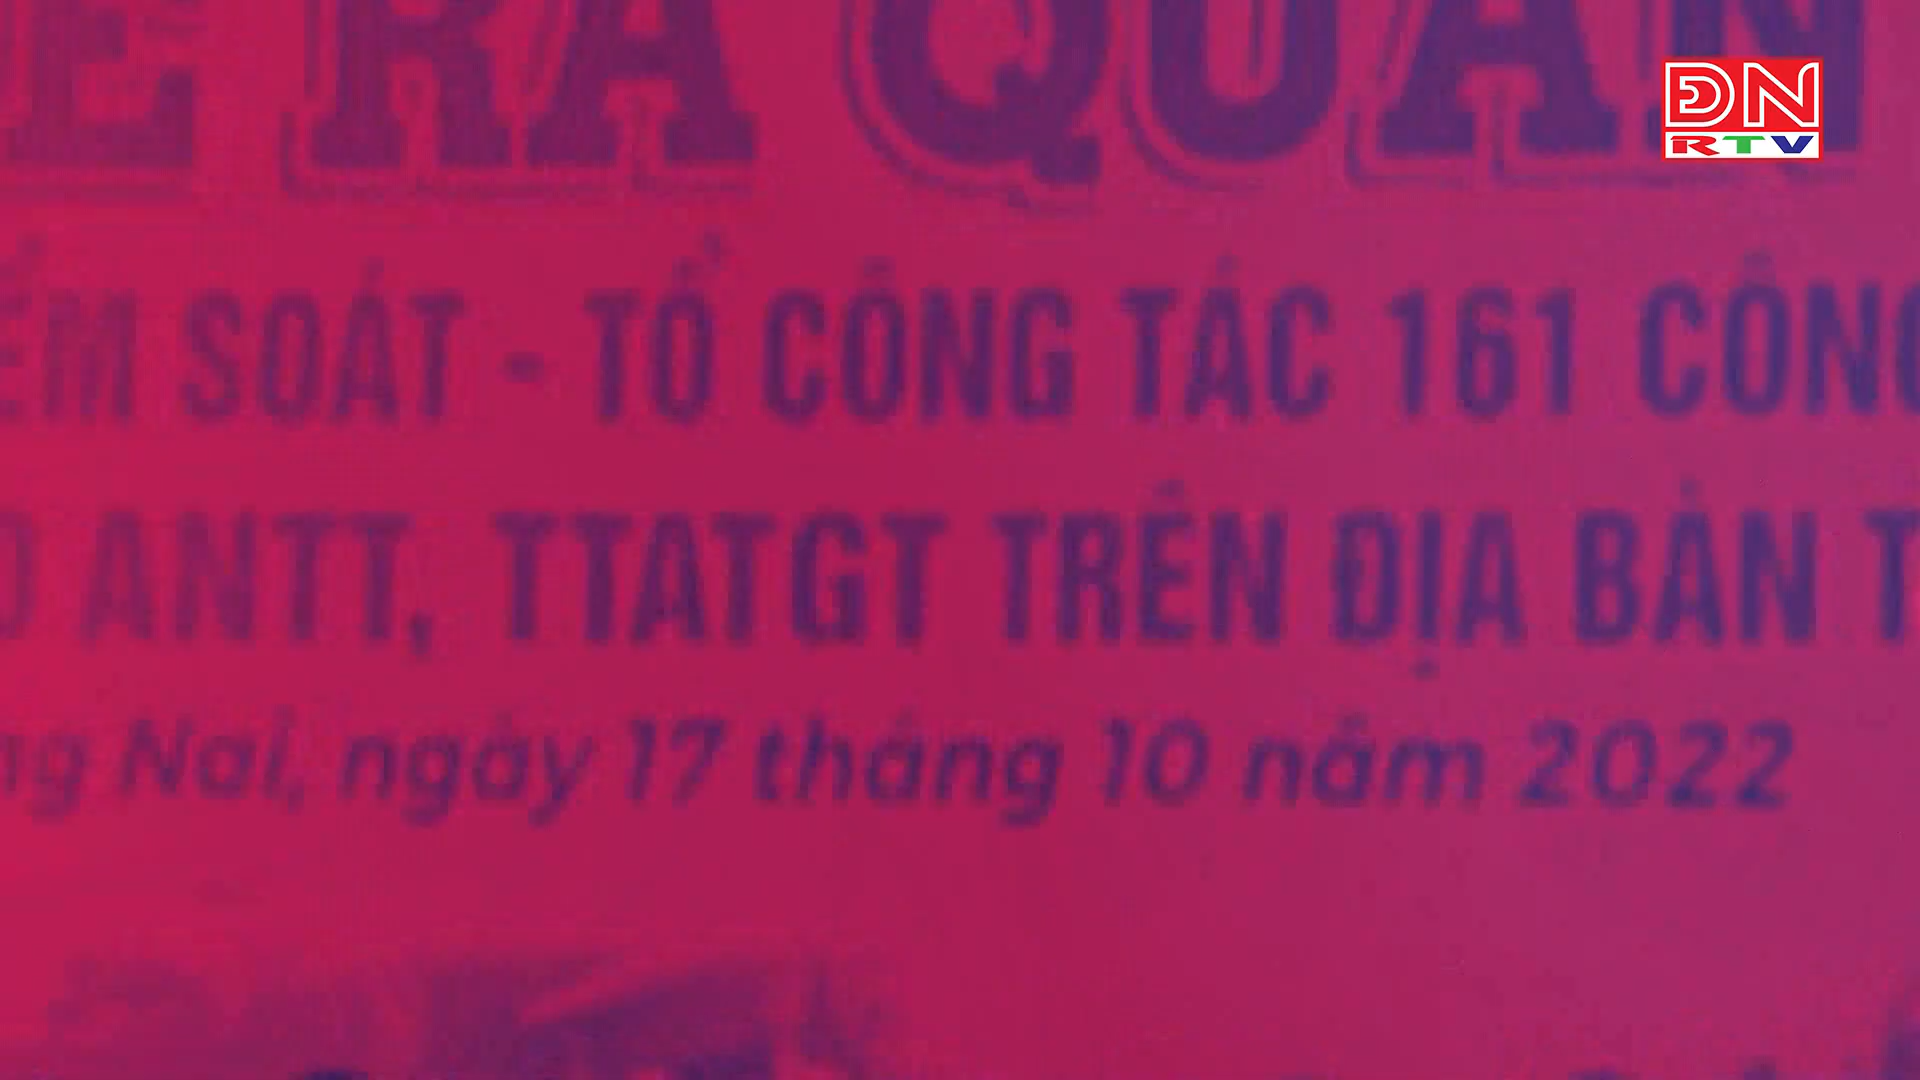 RA QUÂN
SOÁT - TỔ CÔNG TÁC 161 CÔNG
ANTT, TTATGT TRÊN ĐỊA BÀN
Nai, ngày 17 tháng 10 năm 2022
ĐN
RTV